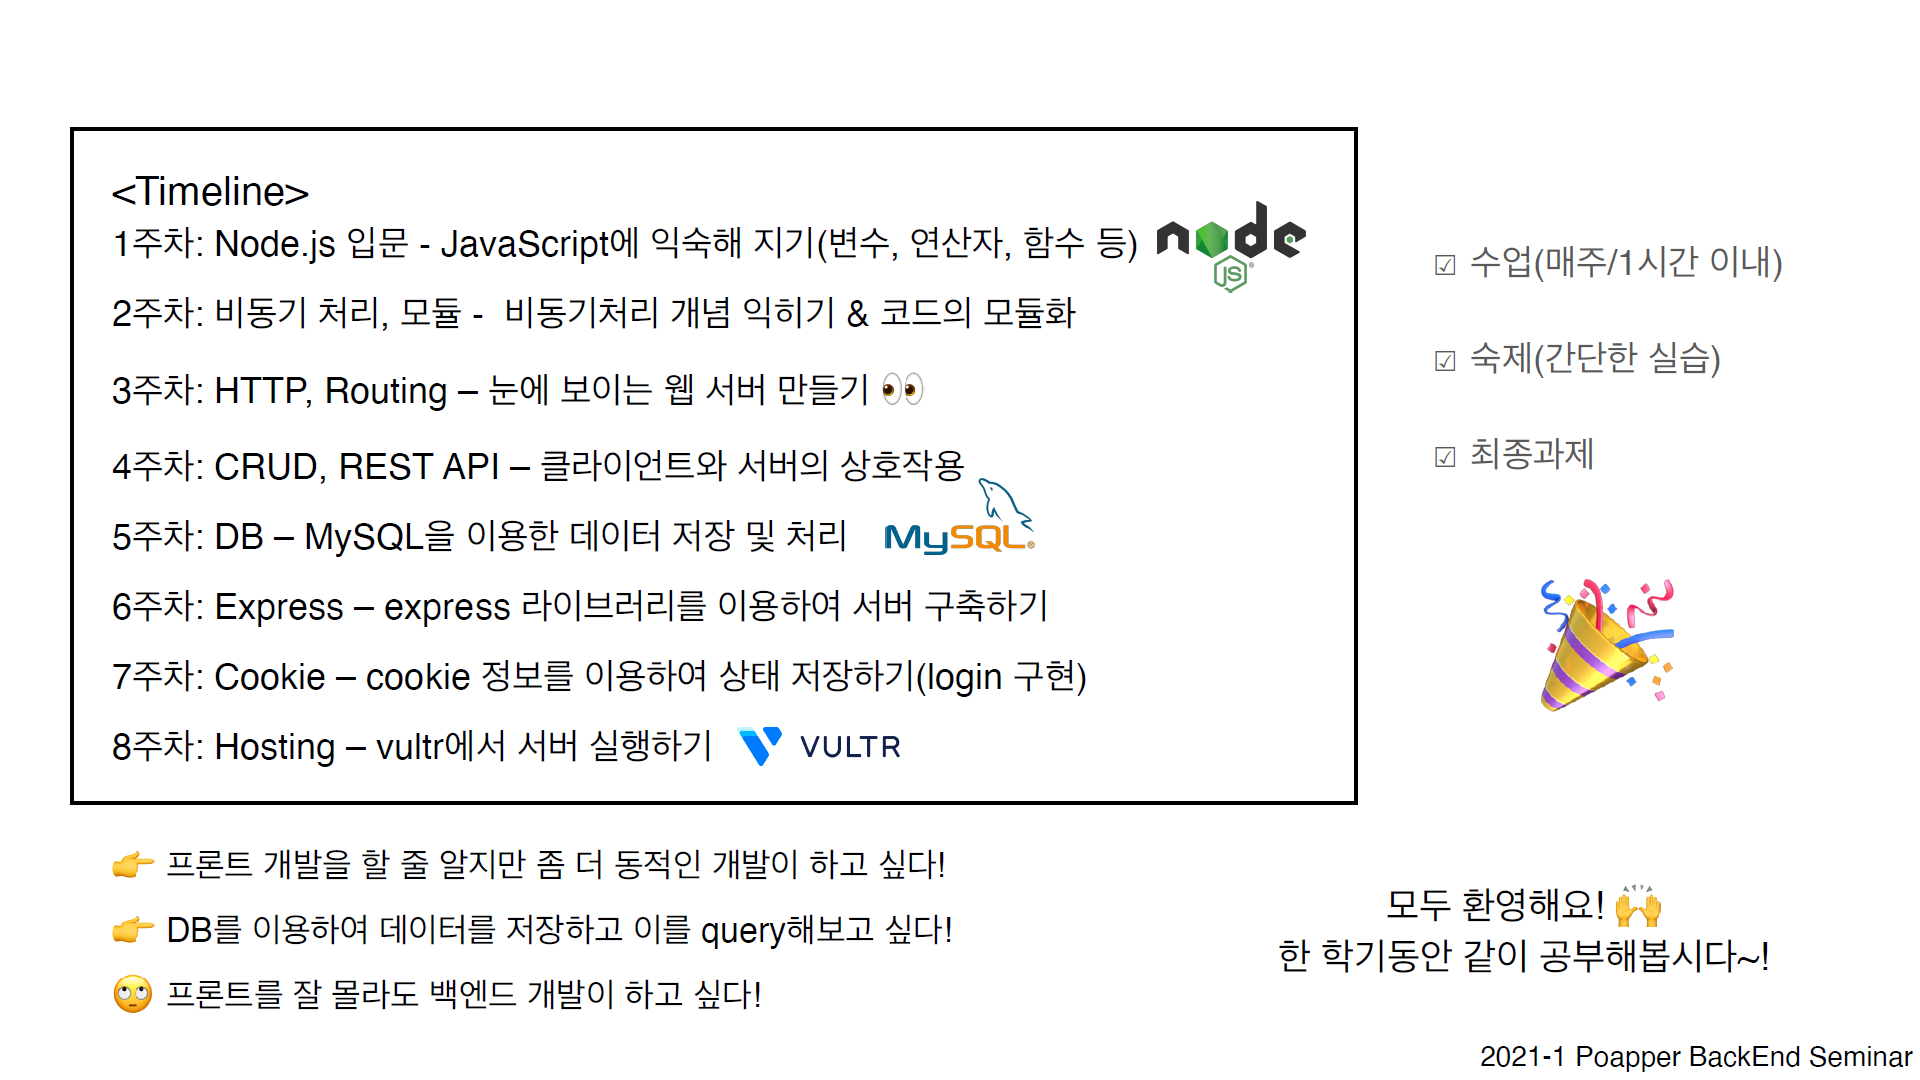 <Timeline>
1주차: Node.js 입문 - JavaScript에 익숙해 지기(변수, 연산자, 함수 등)
node
JS
2주차: 비동기 처리, 모듈 - 비동기처리 개념 익히기 & 코드의 모듈화
3주차: HTTP, Routing – 눈에 보이는 웹 서버 만들기 👀
4주차: CRUD, REST API – 클라이언트와 서버의 상호작용
5주차: DB – MySQL을 이용한 데이터 저장 및 처리
MySQL®
6주차: Express – express 라이브러리를 이용하여 서버 구축하기
7주차: Cookie – cookie 정보를 이용하여 상태 저장하기(login 구현)
8주차: Hosting – vultr에서 서버 실행하기
VULTR
☑ 수업(매주/1시간 이내)
☑ 숙제(간단한 실습)
☑ 최종과제
👉 프론트 개발을 할 줄 알지만 좀 더 동적인 개발이 하고 싶다!
👉 DB를 이용하여 데이터를 저장하고 이를 query해보고 싶다!
🙄 프론트를 잘 몰라도 백엔드 개발이 하고 싶다!
모두 환영해요! 🙌
한 학기동안 같이 공부해봅시다~!
2021-1 Poapper BackEnd Seminar